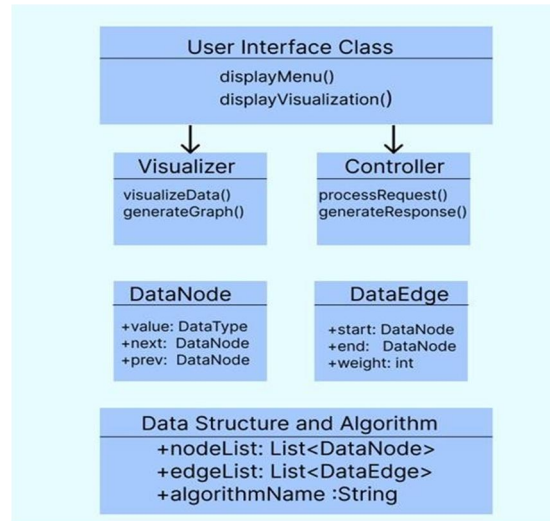 User Interface Class
displayMenu()
displayVisualization()
Visualizer
visualizeData()
generateGraph()
Controller
processRequest()
generateResponse()
DataNode
+value: DataType
+next: DataNode
+prev: DataNode
DataEdge
+start: DataNode
+end: DataNode
+weight: int
Data Structure and Algorithm
+nodeList: List<DataNode>
+edgeList: List<DataEdge>
+algorithmName :String